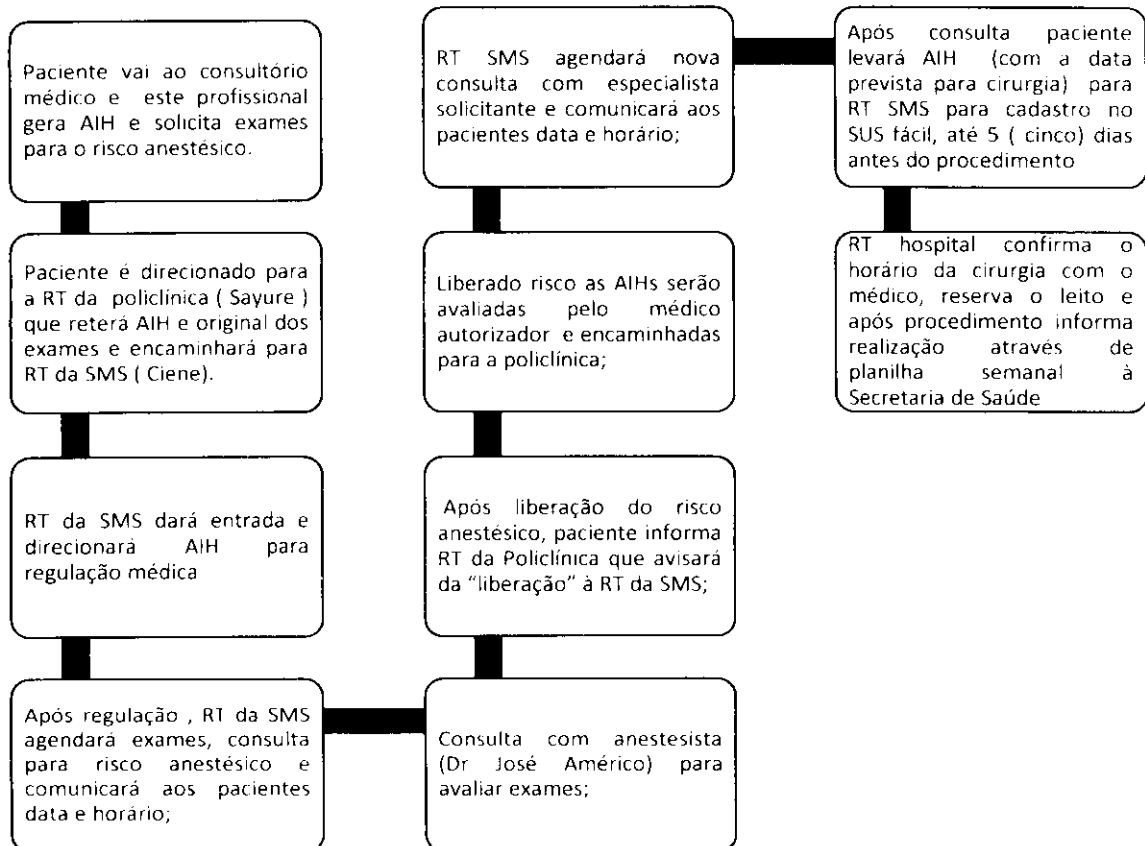 Paciente vai ao consultório
médico e este profissional
gera AIH e solicita exames
para o risco anestésico.
Paciente é direcionado para
a RT da policlínica ( Sayure )
que reterá AIH e original dos
exames e encaminhará para
RT da SMS ( Ciene).
RT da SMS dará entrada e
direcionará AIH para
regulação médica
Após regulação , RT da SMS
agendará exames, consulta
para risco anestésico e
comunicará aos pacientes
data e horário;
Consulta com anestesista
(Dr José Américo) para
avaliar exames;
Após liberação do risco
anestésico, paciente informa
RT da Policlínica que avisará
da “liberação” à RT da SMS;
Liberado risco as AIHs serão
avaliadas pelo médico
autorizador e encaminhadas
para a policlínica;
RT SMS agendará nova
consulta com especialista
solicitante e comunicará aos
pacientes data e horário;
Após consulta paciente
levará AIH (com a data
prevista para cirurgia) para
RT SMS para cadastro no
SUS fácil, até 5 ( cinco) dias
antes do procedimento
RT hospital confirma o
horário da cirurgia com o
médico, reserva o leito e
após procedimento informa
realização através de
planilha semanal à
Secretaria de Saúde